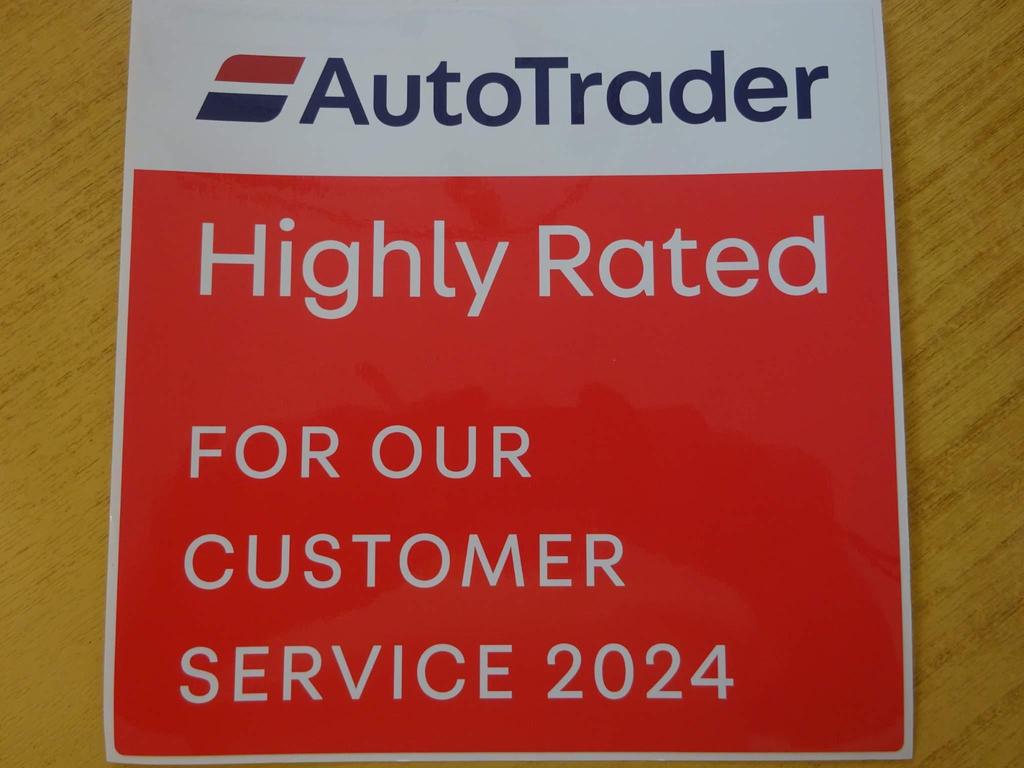 AutoTrader
Highly Rated
FOR OUR
CUSTOMER
SERVICE 2024